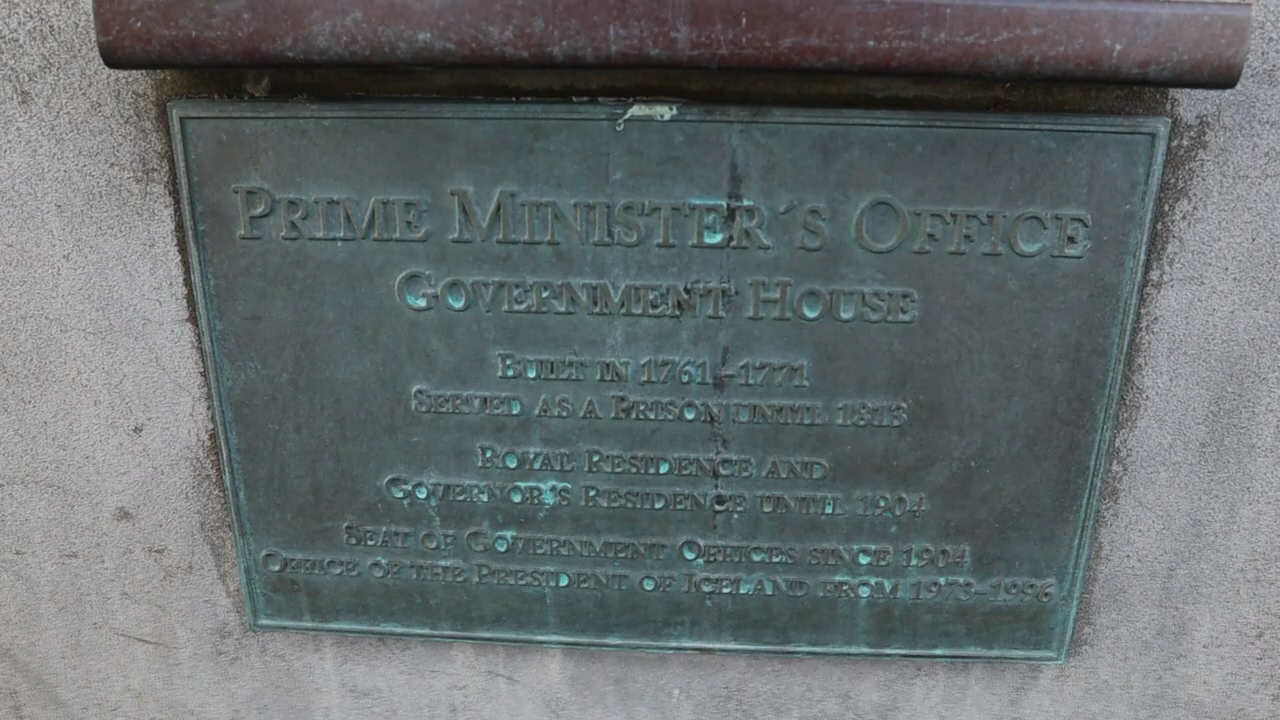 PRIME MINISTER´S OFFICE
GOVERNMENT HOUSE
BUILT IN 1761-1771
SERVED AS A PRISON UNTIL 1813
ROYAL RESIDENCE AND
GOVERNOR'S RESIDENCE UNTIL 1904
SEAT OF GOVERNMENT OFFICES SINCE 1904
OFFICE OF THE PRESIDENT OF ICELAND FROM 1973-1996